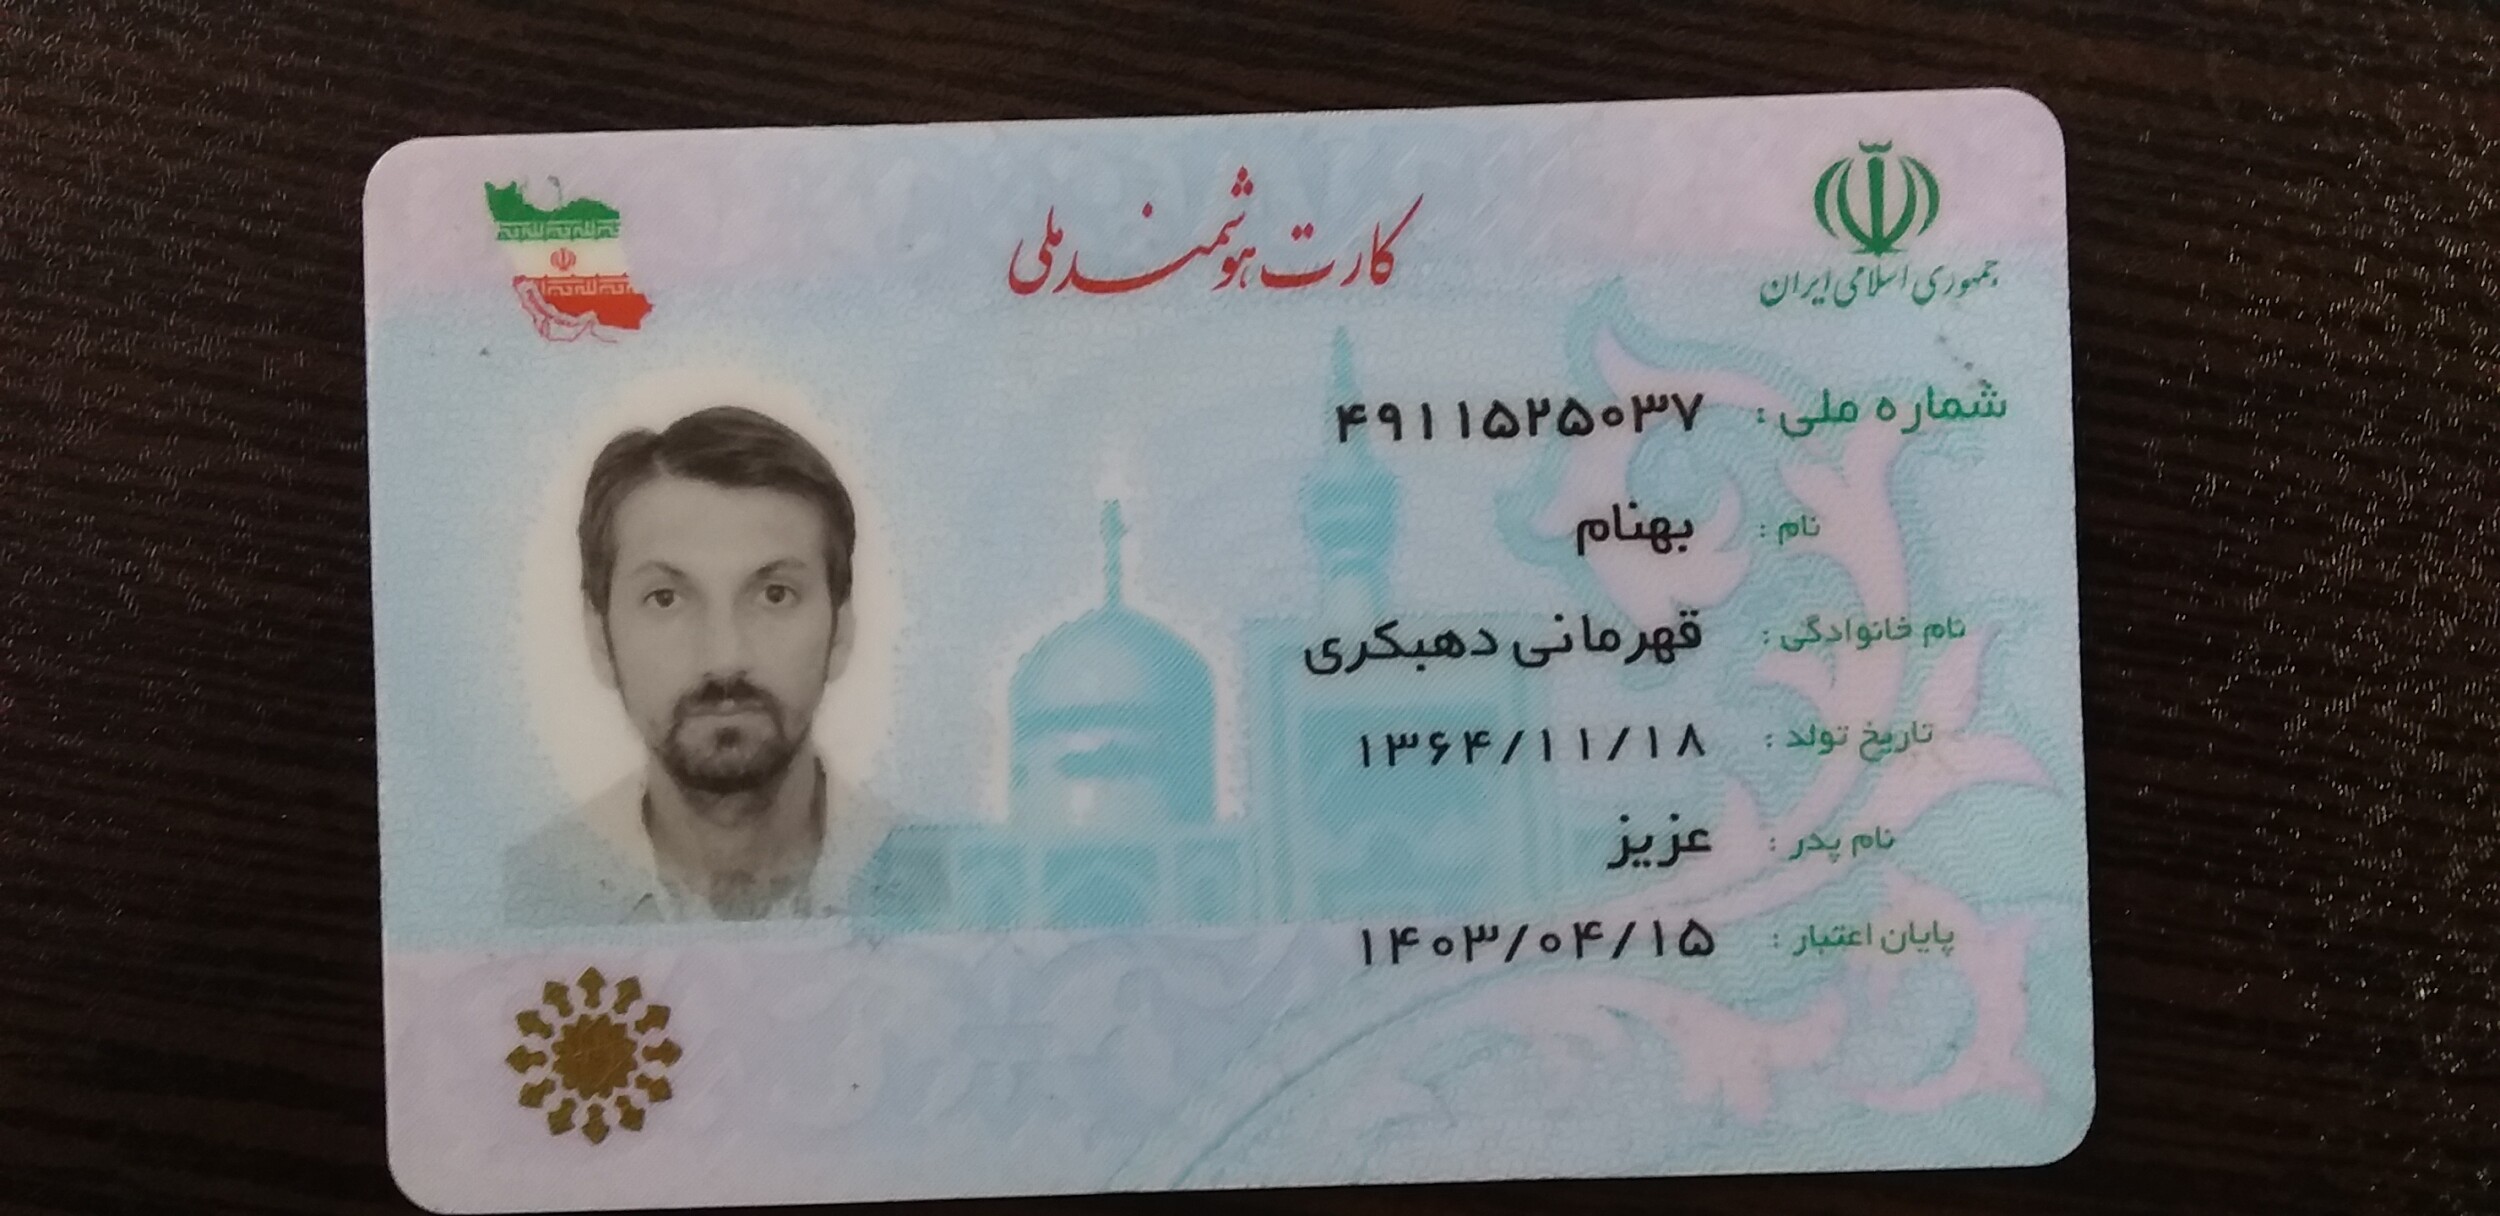 جمهوری اسلامی ایران
کارت هوشمند ملی
شماره ملی : ۴۹۱۱۵۲۵۰۳۷
نام : بهنام
نام خانوادگی : قهرمانی دهبکری
تاریخ تولد : ۱۳۶۴/۱۱/۱۸
نام پدر : عزیز
پایان اعتبار : ۱۴۰۳/۰۴/۱۵